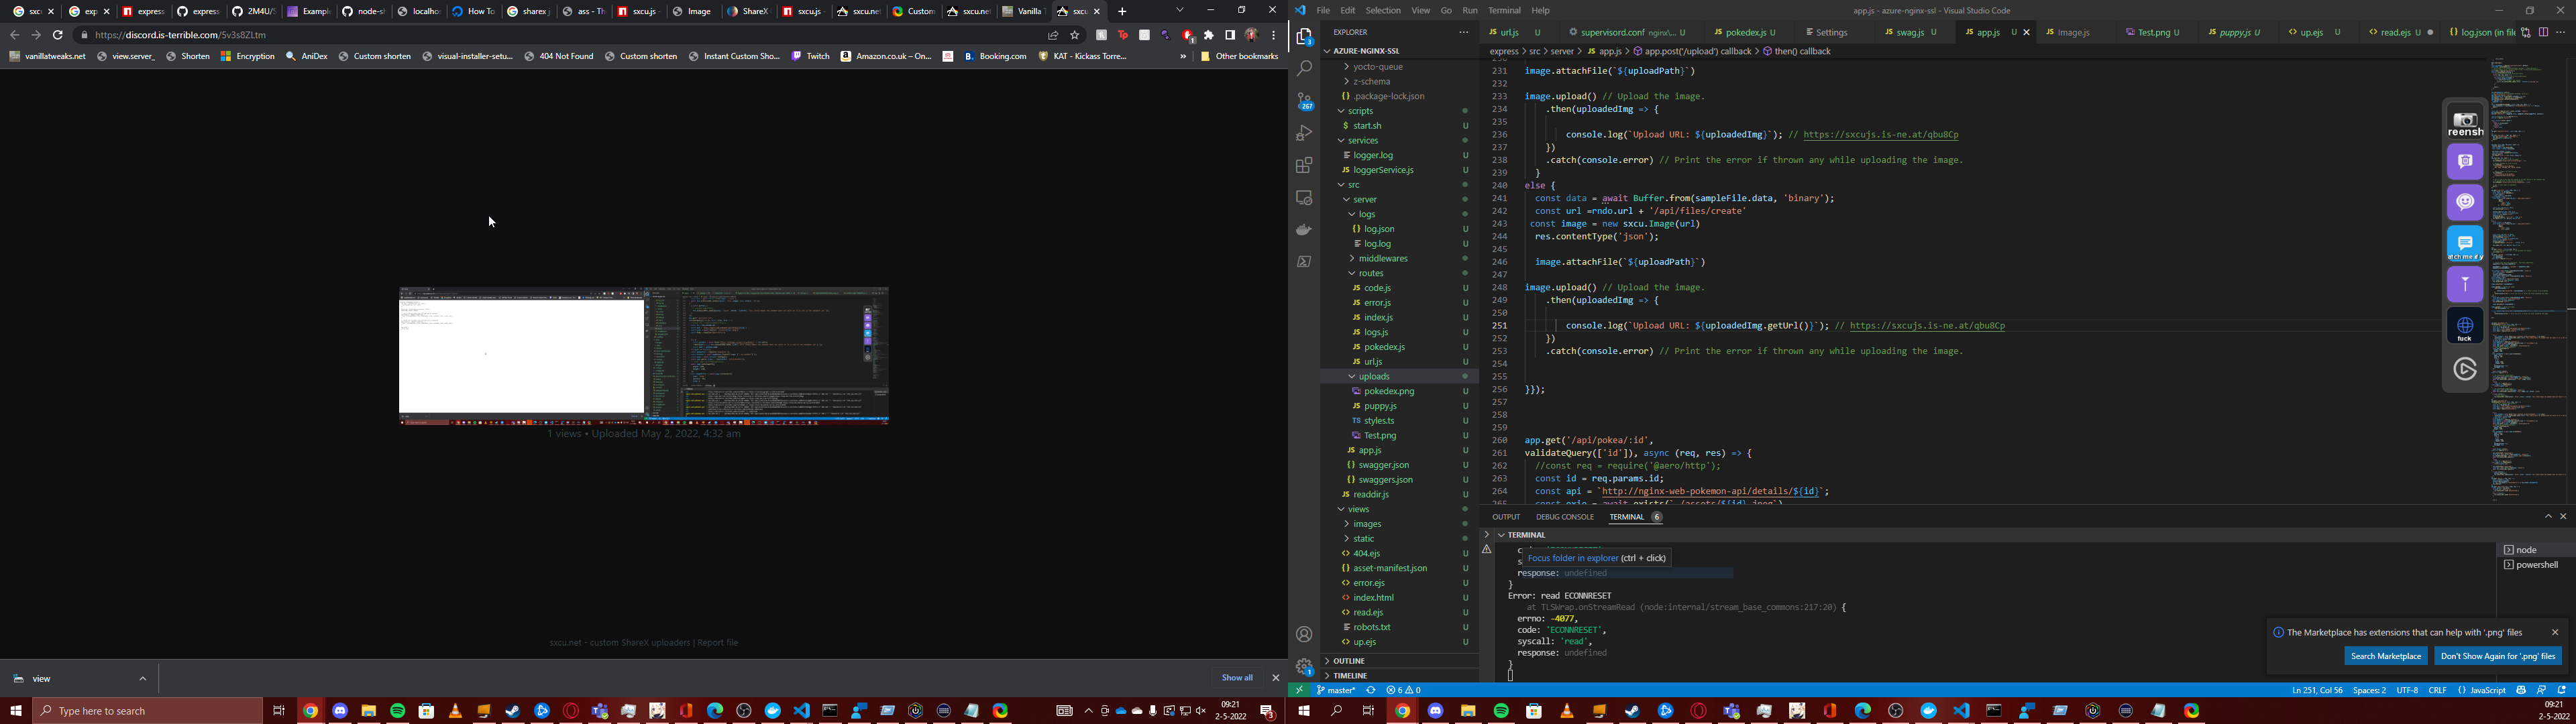 sxc
exp
express
express
2M4U/S
Example
node-sh
localho
How To
sharex j
ass - Th
sxcu.js -
Image
ShareX
sxcu.js -
sxcu.net
Custom
sxcu.net
Vanilla T
sxcu
https://discord.is-terrible.com/5v3s8ZLtm
vanillatweaks.net
view.server_
Shorten
Encryption
AniDex
Custom shorten
404 Not Found
Custom shorten
visual-installer-setu...
Custom shorten
Instant Custom Sho...
Twitch
Amazon.co.uk – On...
Booking.com
KAT - Kickass Torre...
Other bookmarks
1 views • Uploaded May 2, 2022, 4:32 am
sxcu.net - custom ShareX uploaders | Report file
view
Show all
Type here to search
09:21
2-5-2022
File Edit Selection View Go Run Terminal Help
app.js - azure-nginx-ssl - Visual Studio Code
EXPLORER
AZURE-NGINX-SSL
yocto-queue
z-schema
.package-lock.json
scripts
start.sh U
services
logger.log U
loggerService.js U
src
server
logs
log.json U
log.log U
middlewares
routes
code.js U
error.js U
index.js U
logs.js U
pokedex.js U
url.js U
uploads
pokedex.png U
puppy.js U
styles.ts U
Test.png U
app.js U
swagger.json U
swaggers.json U
readdir.js U
views
images
static
404.ejs U
asset-manifest.json U
error.ejs U
index.html U
read.ejs U
robots.txt U
up.ejs U
OUTLINE
TIMELINE
url.js U
supervisord.conf nginx\... U
pokedex.js U
Settings
swag.js U
app.js U
Image.js
Test.png U
puppy.js U
up.ejs U
read.ejs U
log.json (in file
express > src > server > app.js > app.post('/upload') callback > then() callback
231 image.attachFile(`${uploadPath}`)
232
233 image.upload() // Upload the image.
234 .then(uploadedImg => {
235
236 console.log(`Upload URL: ${uploadedImg}`); // https://sxcujs.is-ne.at/qbu8Cp
237 })
238 .catch(console.error) // Print the error if thrown any while uploading the image.
239 }
240 else {
241 const data = await Buffer.from(sampleFile.data, 'binary');
242 const url =rndo.url + '/api/files/create'
243 const image = new sxcu.Image(url)
244 res.contentType('json');
245
246 image.attachFile(`${uploadPath}`)
247
248 image.upload() // Upload the image.
249 .then(uploadedImg => {
250
251 console.log(`Upload URL: ${uploadedImg.getUrl()}`); // https://sxcujs.is-ne.at/qbu8Cp
252 })
253 .catch(console.error) // Print the error if thrown any while uploading the image.
254
255
256 }});
257
258
259
260 app.get('/api/pokea/:id',
261 validateQuery(['id']), async (req, res) => {
262 //const req = require('@aero/http');
263 const id = req.params.id;
264 const api = `http://nginx-web-pokemon-api/details/${id}`;
reensh
fuck
OUTPUT DEBUG CONSOLE TERMINAL 6
TERMINAL
Focus folder in explorer (ctrl + click)
response: undefined
}
Error: read ECONNRESET
at TLSWrap.onStreamRead (node:internal/stream_base_commons:217:20) {
errno: -4077,
code: 'ECONNRESET',
syscall: 'read',
response: undefined
}
node
powershell
The Marketplace has extensions that can help with '.png' files
Search Marketplace
Don't Show Again for '.png' files
master*
6 0
Ln 251, Col 56
Spaces: 2
UTF-8
CRLF
JavaScript
09:21
2-5-2022